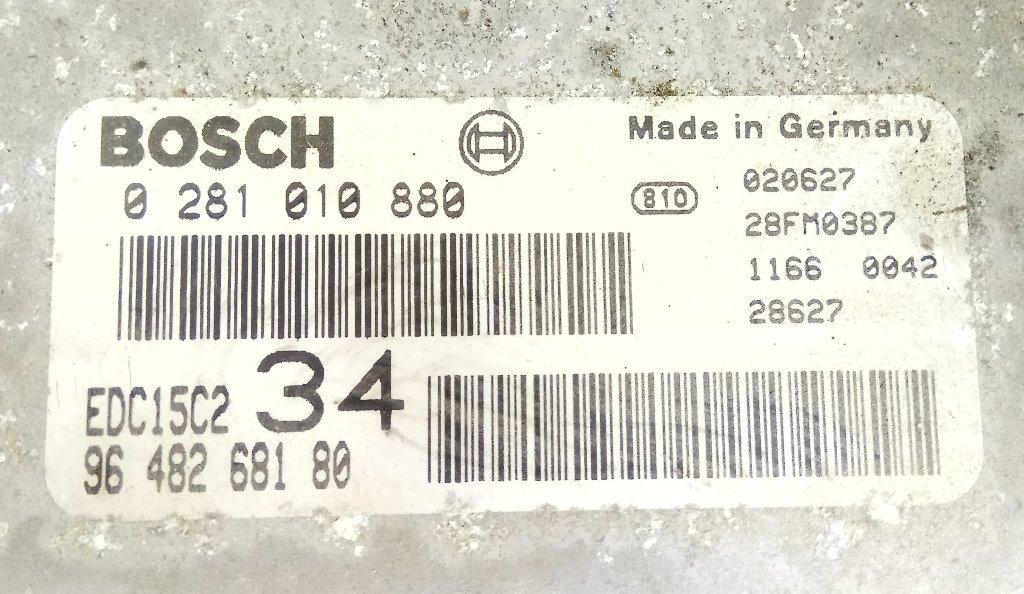 BOSCH
Made in Germany
0 281 010 880
810
020627
28FM0387
1166 0042
28627
34
EDC15C2
96 482 681 80